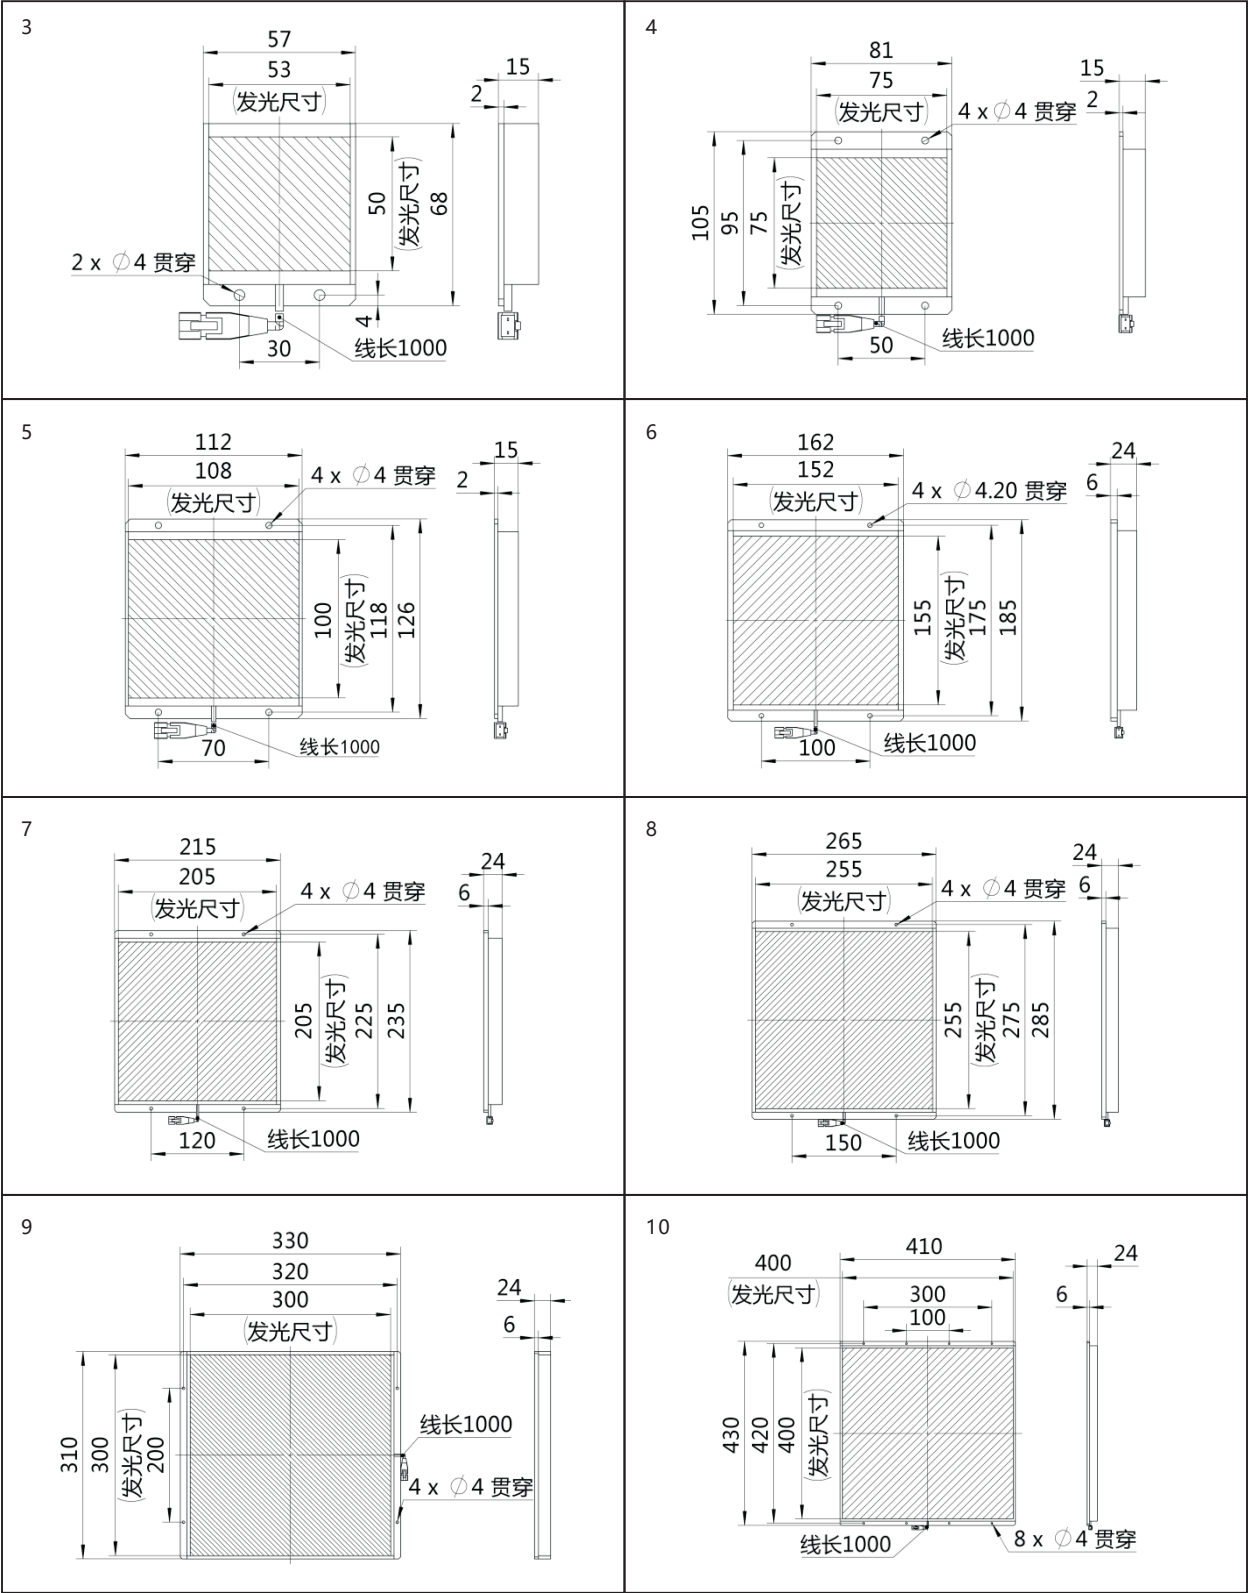 3
57
53
(发光尺寸)
15
2
50
(发光尺寸)
68
2 x ∅4 贯穿
4
30
线长1000
4
81
75
(发光尺寸)
4 x ∅4 贯穿
15
2
105
95
75
(发光尺寸)
50
线长1000
5
112
108
(发光尺寸)
4 x ∅4 贯穿
15
2
100
(发光尺寸)
118
126
70
线长1000
6
162
152
(发光尺寸)
4 x ∅4.20 贯穿
24
6
155
(发光尺寸)
175
185
100
线长1000
7
215
205
(发光尺寸)
4 x ∅4 贯穿
24
6
205
(发光尺寸)
225
235
120
线长1000
8
265
255
(发光尺寸)
4 x ∅4 贯穿
24
6
255
(发光尺寸)
275
285
150
线长1000
9
330
320
300
(发光尺寸)
24
6
310
300
(发光尺寸)
200
线长1000
4 x ∅4 贯穿
10
410
400
(发光尺寸)
300
100
24
6
430
420
400
(发光尺寸)
线长1000
8 x ∅4 贯穿